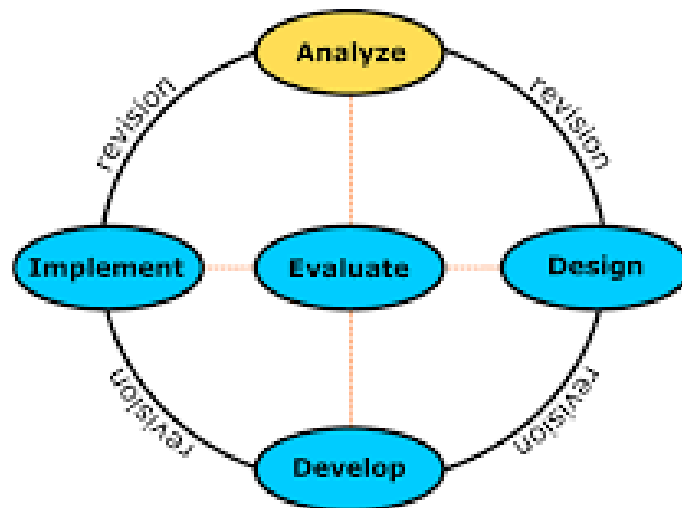 Analyze
revision
revision
Implement
Evaluate
Design
revision
revision
Develop